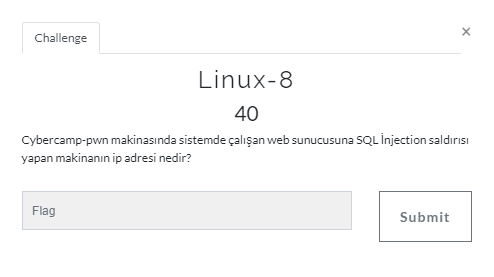 Challenge
×
Linux-8
40
Cybercamp-pwn makinasında sistemde çalışan web sunucusuna SQL İnjection saldırısı
yapan makinanın ip adresi nedir?
Flag
Submit